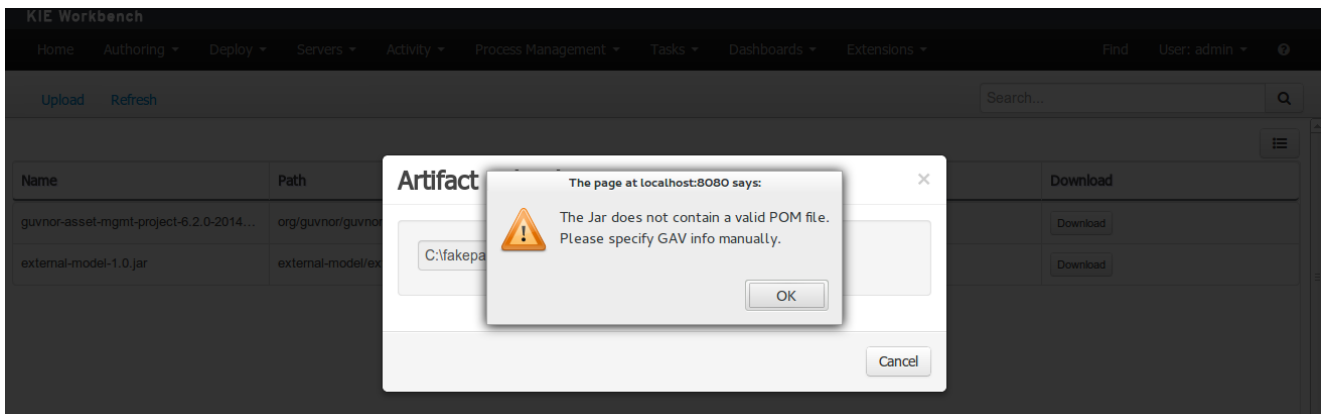 KIE Workbench
Home Authoring Deploy Servers Activity Process Management Tasks Dashboards Extensions Find User: admin
Upload Refresh Search...
Name Path Download
Artifact
The page at localhost:8080 says:
The Jar does not contain a valid POM file.
Please specify GAV info manually.
guvnor-asset-mgmt-project-6.2.0-2014... org/guvnor/guvnor Download
C:\fakepa
external-model-1.0.jar external-model/ex Download
OK
Cancel